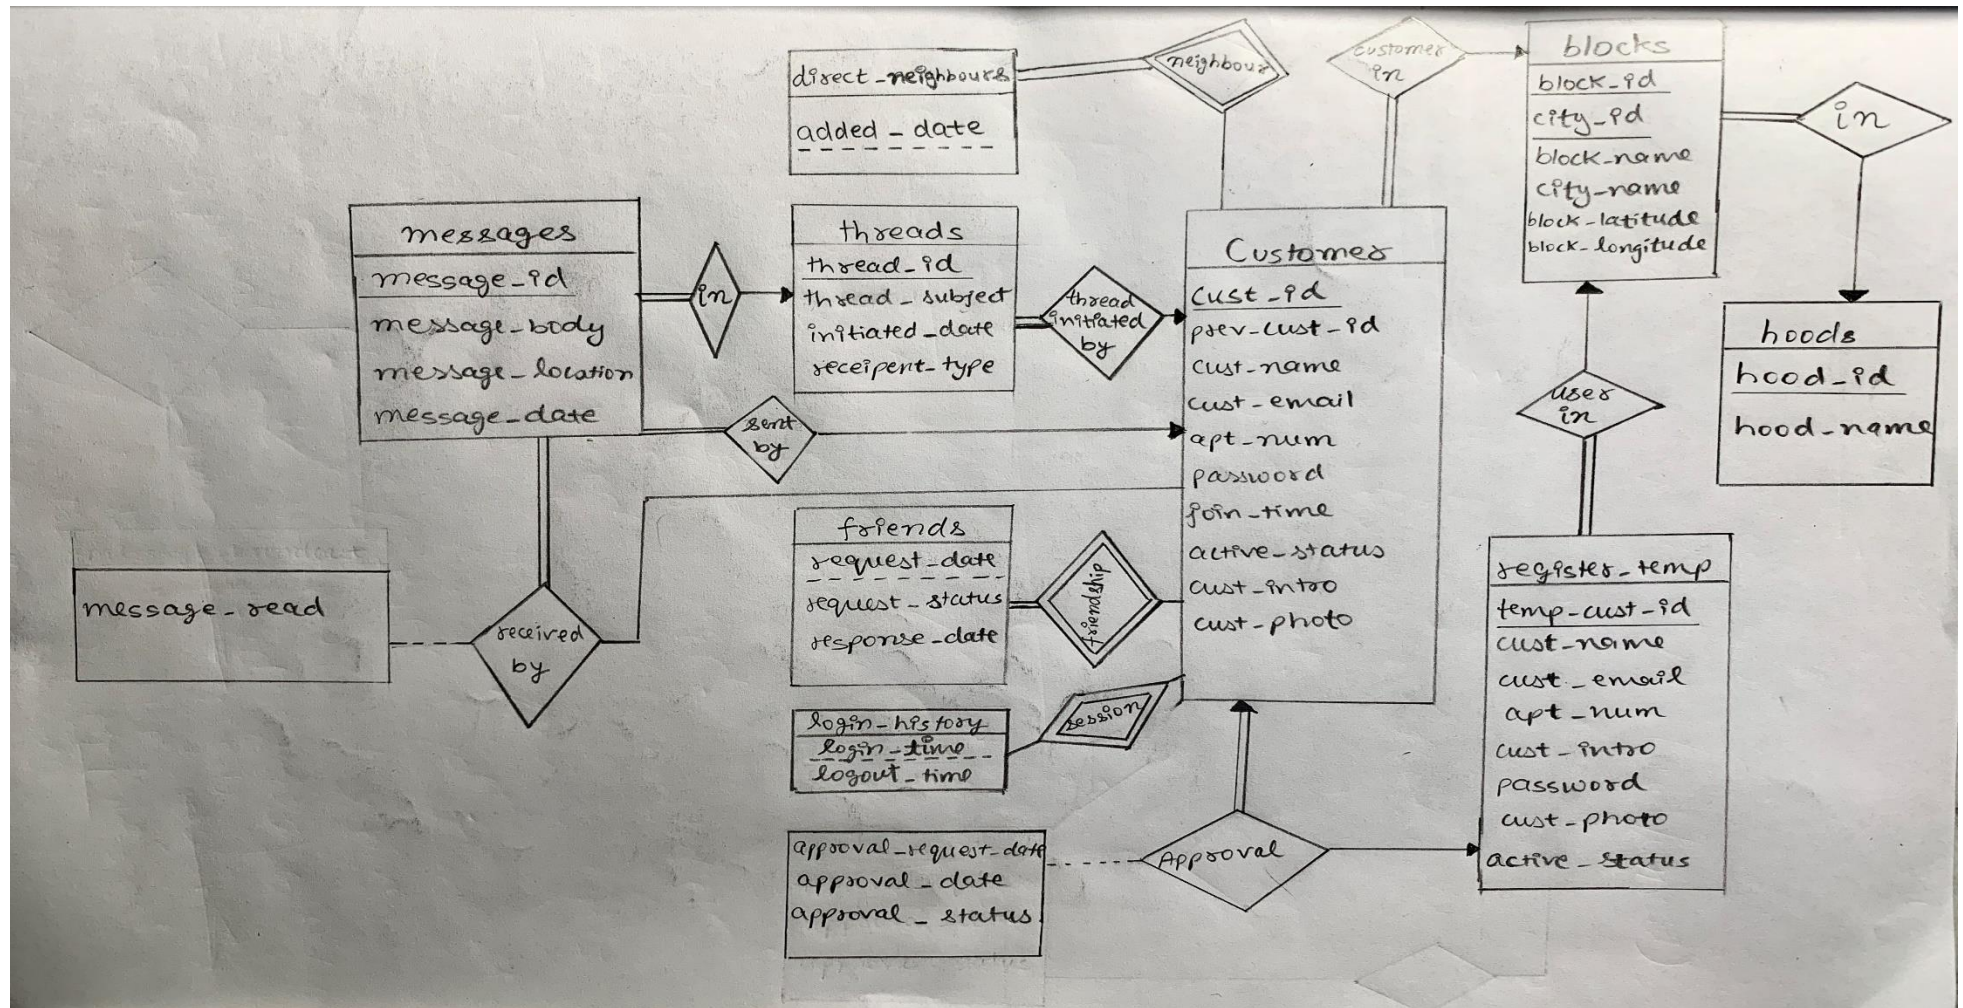 direct_neighbours
added_date
neighbour
customer
in
blocks
block_id
city_id
block_name
city_name
block_latitude
block_longitude
in
hoods
hood_id
hood_name
messages
message_id
message_body
message_location
message_date
in
threads
thread_id
thread_subject
initiated_date
receipent_type
thread
initiated
by
Customer
cust_id
prev_cust_id
cust_name
cust_email
apt_num
password
join_time
active_status
cust_intro
cust_photo
sent
by
user
in
message_read
received
by
friends
request_date
request_status
response_date
friendship
login_history
login_time
logout_time
session
approval_request_date
approval_date
approval_status
Approval
register_temp
temp_cust_id
cust_name
cust_email
apt_num
cust_intro
password
cust_photo
active_status